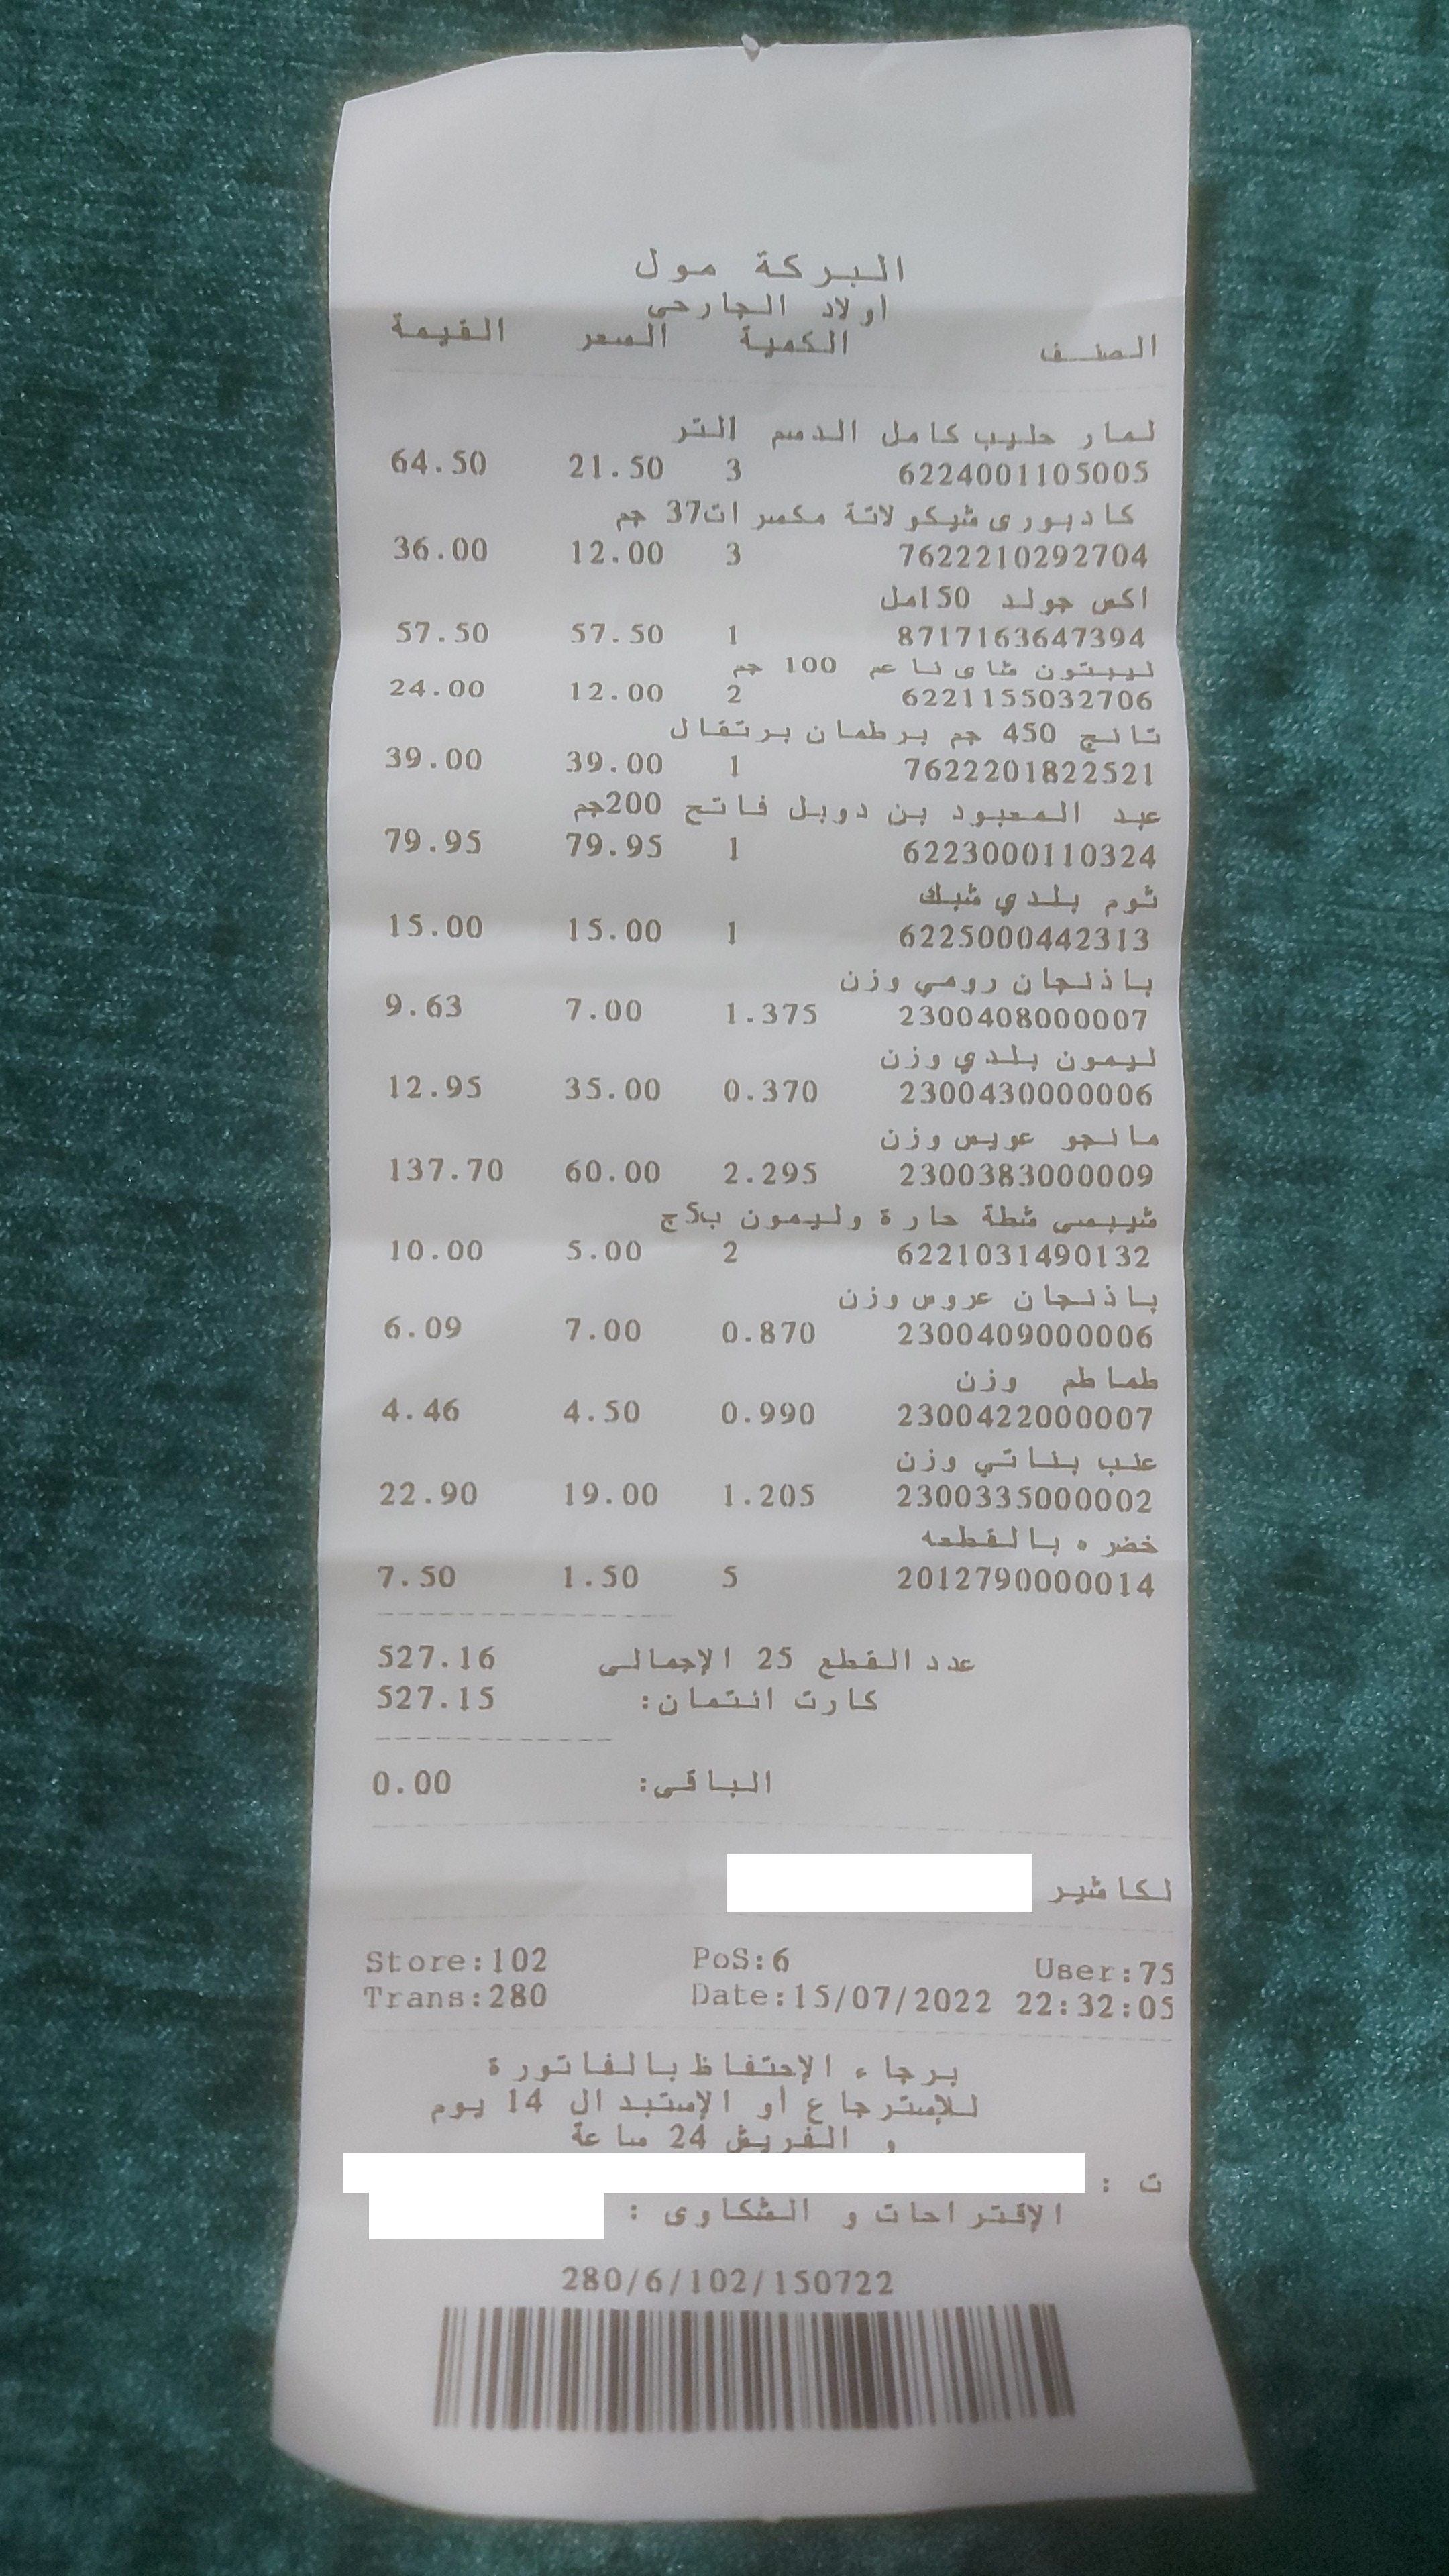 البركة مول
اولاد الجارحى
الصنف الكمية السعر القيمة
لمار حليب كامل الدسم التر
6224001105005 3 21.50 64.50
كادبورى شيكولاتة مكسرات37 جم
7622210292704 3 12.00 36.00
اكس جولد 150مل
8717163647394 1 57.50 57.50
ليبتون شاى ناعم 100 جم
6221155032706 2 12.00 24.00
تانج 450 جم برطمان برتقال
7622201822521 1 39.00 39.00
عبد المعبود بن دوبل فاتح 200جم
6223000110324 1 79.95 79.95
ثوم بلدي شبك
6225000442313 1 15.00 15.00
باذنجان رومي وزن
2300408000007 1.375 7.00 9.63
ليمون بلدي وزن
2300430000006 0.370 35.00 12.95
مانجو عويس وزن
2300383000009 2.295 60.00 137.70
شيبسى شطة حارة وليمون ب5ج
6221031490132 2 5.00 10.00
باذنجان عروس وزن
2300409000006 0.870 7.00 6.09
طماطم وزن
2300422000007 0.990 4.50 4.46
عنب بناتي وزن
2300335000002 1.205 19.00 22.90
خضره بالقطعه
2012790000014 5 1.50 7.50
عدد القطع 25 الإجمالى 527.16
كارت ائتمان: 527.15
الباقى: 0.00
لكاشير
Store:102 PoS:6 User:75
Trans:280 Date:15/07/2022 22:32:05
برجاء الإحتفاظ بالفاتورة
للإسترجاع أو الإستبدال 14 يوم
و الفريش 24 ساعة
ت :
الإقتراحات و الشكاوى :
280/6/102/150722